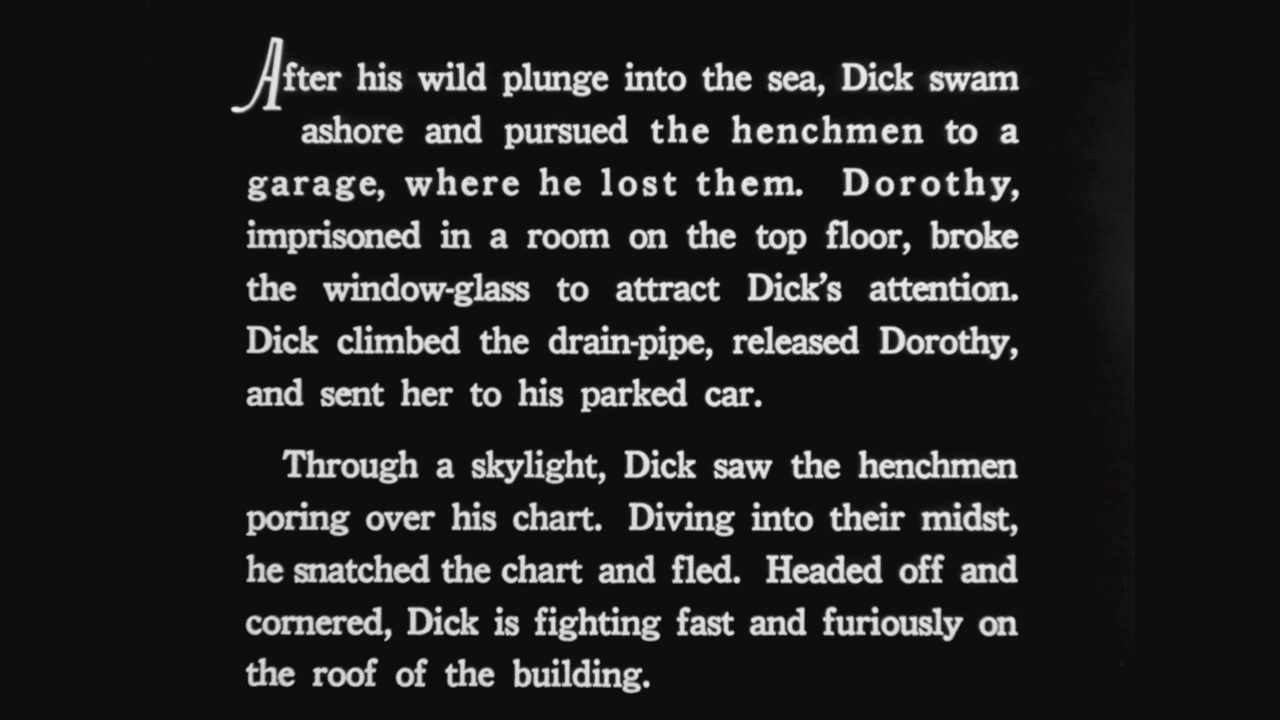 After his wild plunge into the sea, Dick swam
ashore and pursued the henchmen to a
garage, where he lost them. Dorothy,
imprisoned in a room on the top floor, broke
the window-glass to attract Dick's attention.
Dick climbed the drain-pipe, released Dorothy,
and sent her to his parked car.
Through a skylight, Dick saw the henchmen
poring over his chart. Diving into their midst,
he snatched the chart and fled. Headed off and
cornered, Dick is fighting fast and furiously on
the roof of the building.